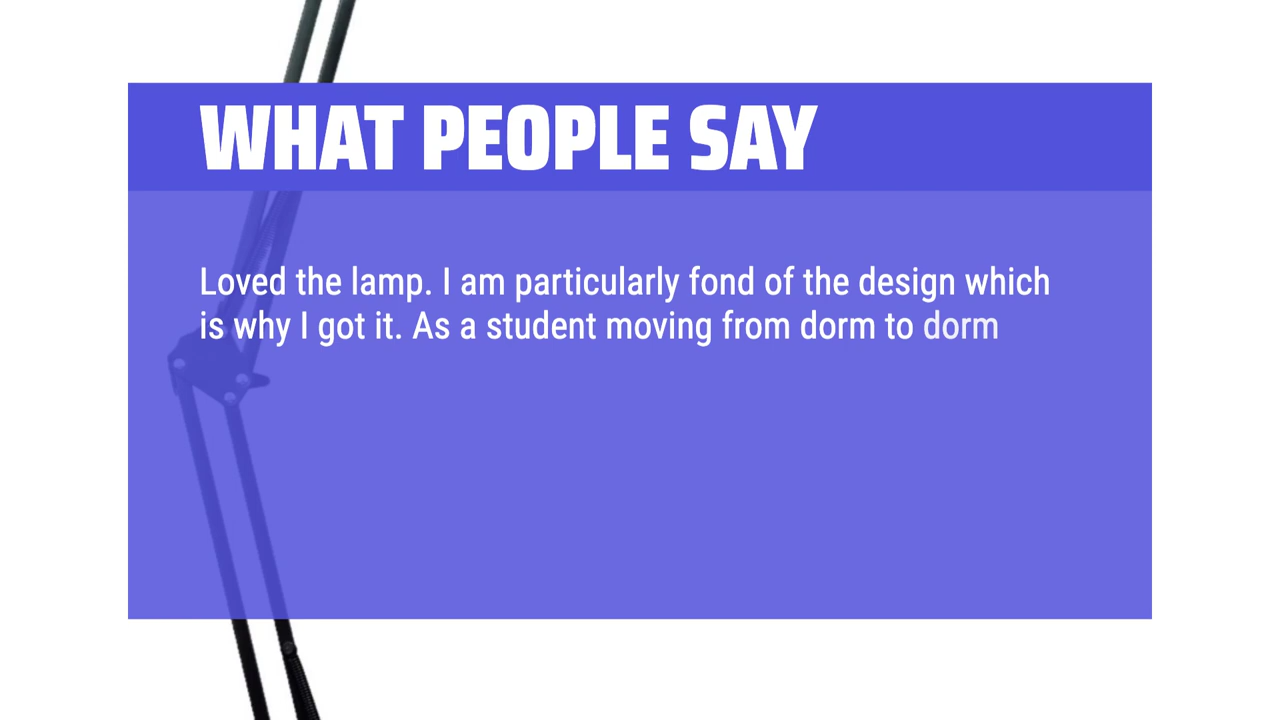 WHAT PEOPLE SAY
Loved the lamp. I am particularly fond of the design which
is why I got it. As a student moving from dorm to dorm